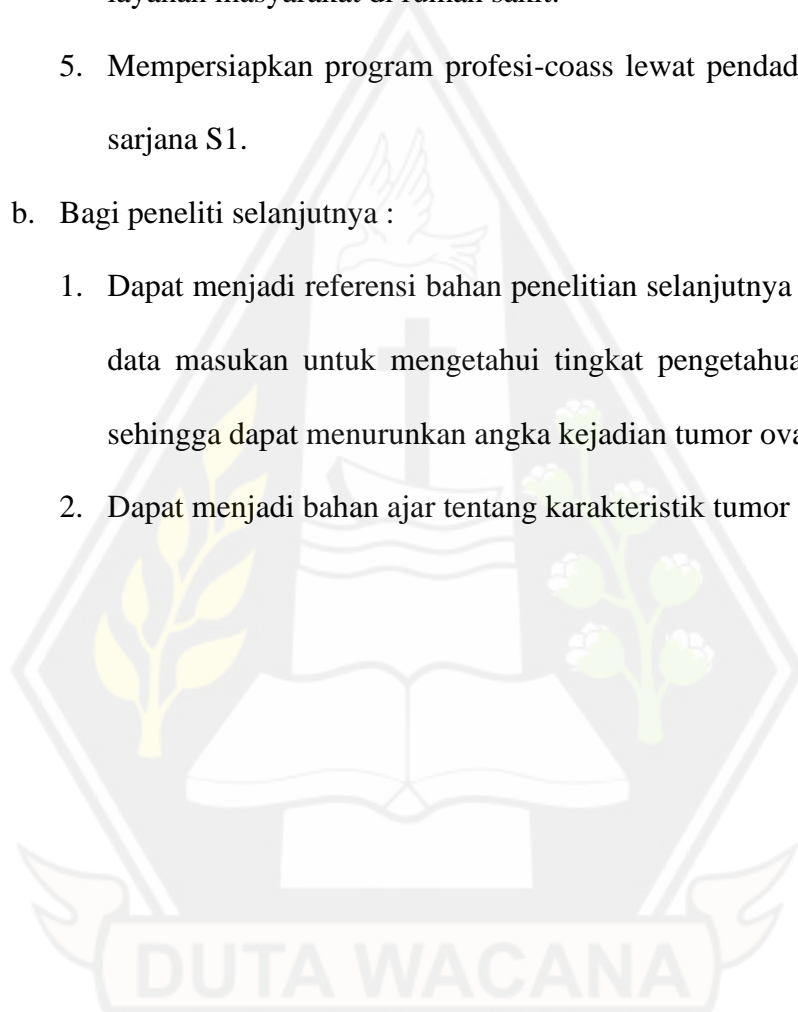 layanan masyarakat di rumah sakit.
5. Mempersiapkan program profesi-coass lewat pendad
sarjana S1.
b. Bagi peneliti selanjutnya :
1. Dapat menjadi referensi bahan penelitian selanjutnya
data masukan untuk mengetahui tingkat pengetahua
sehingga dapat menurunkan angka kejadian tumor ova
2. Dapat menjadi bahan ajar tentang karakteristik tumor
DUTA WACANA